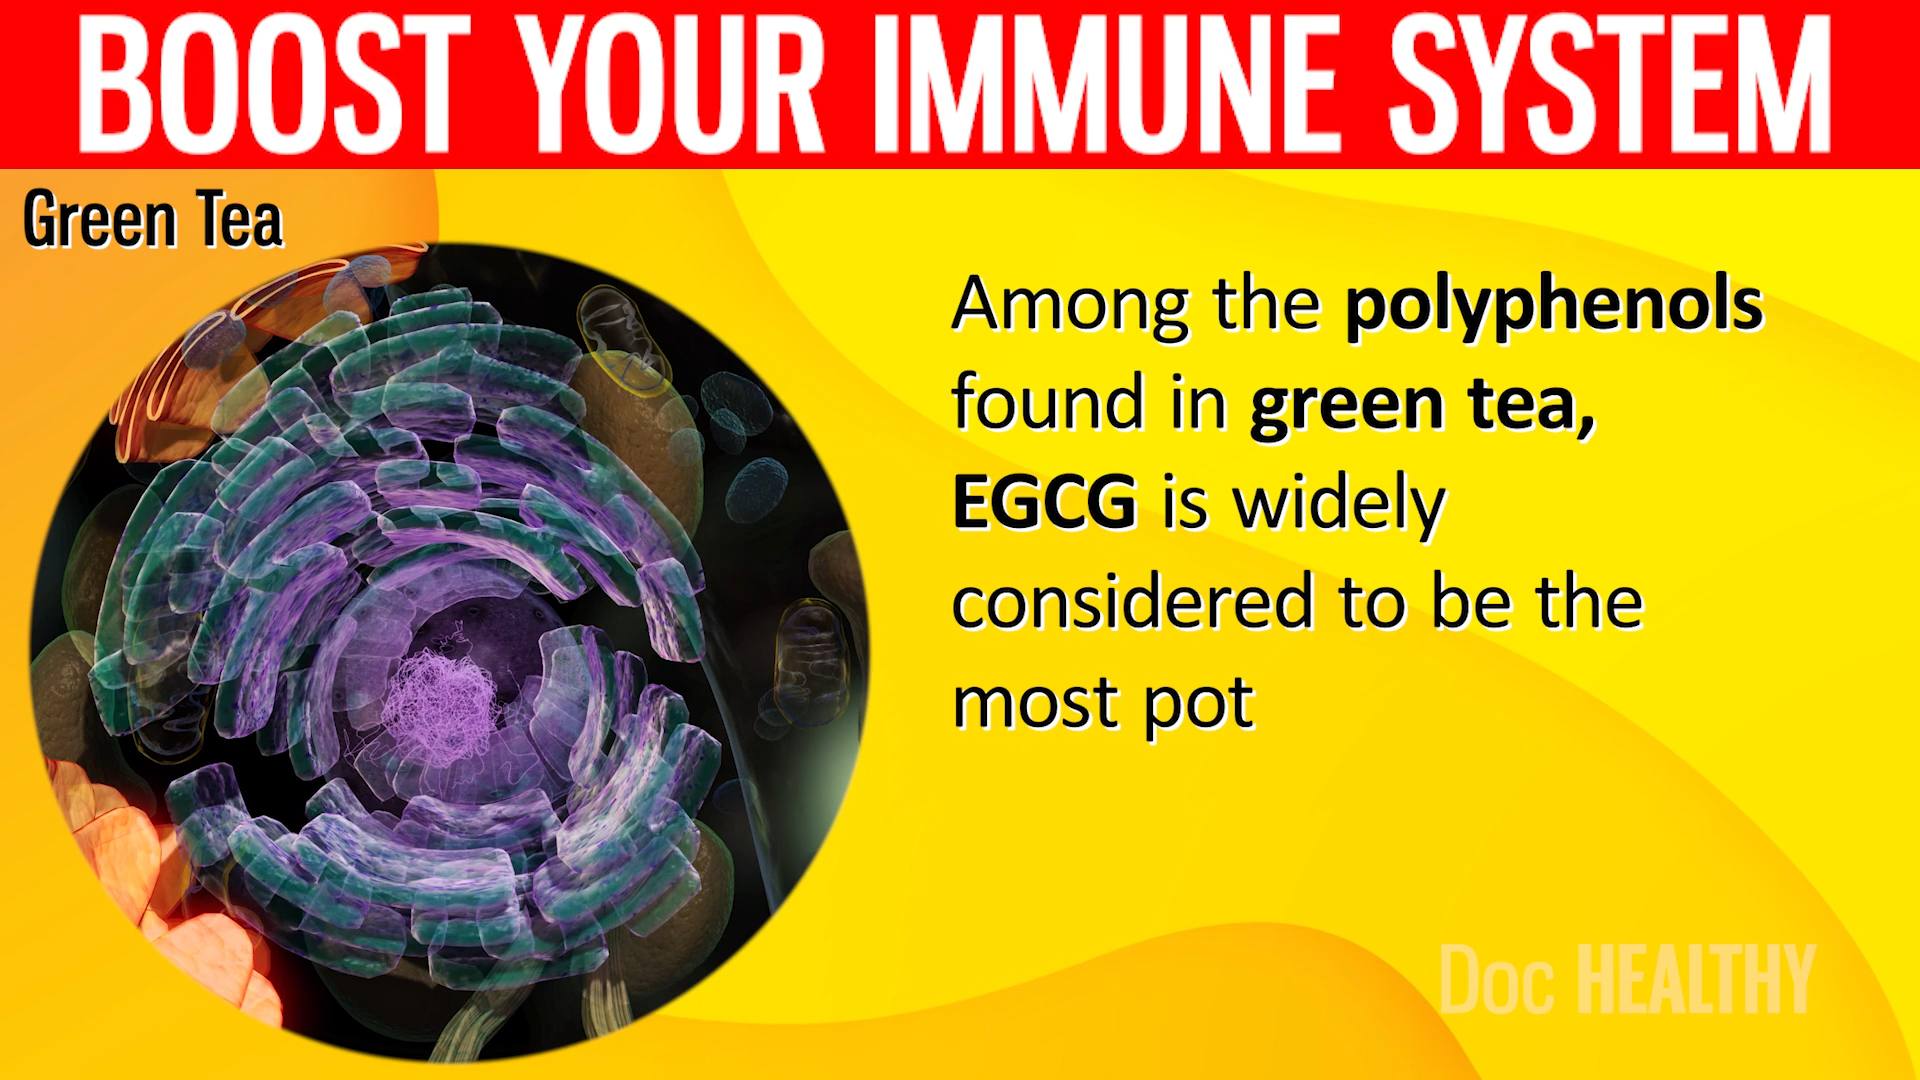 BOOST YOUR IMMUNE SYSTEM
Green Tea
Among the polyphenols
found in green tea,
EGCG is widely
considered to be the
most pot
Doc HEALTHY